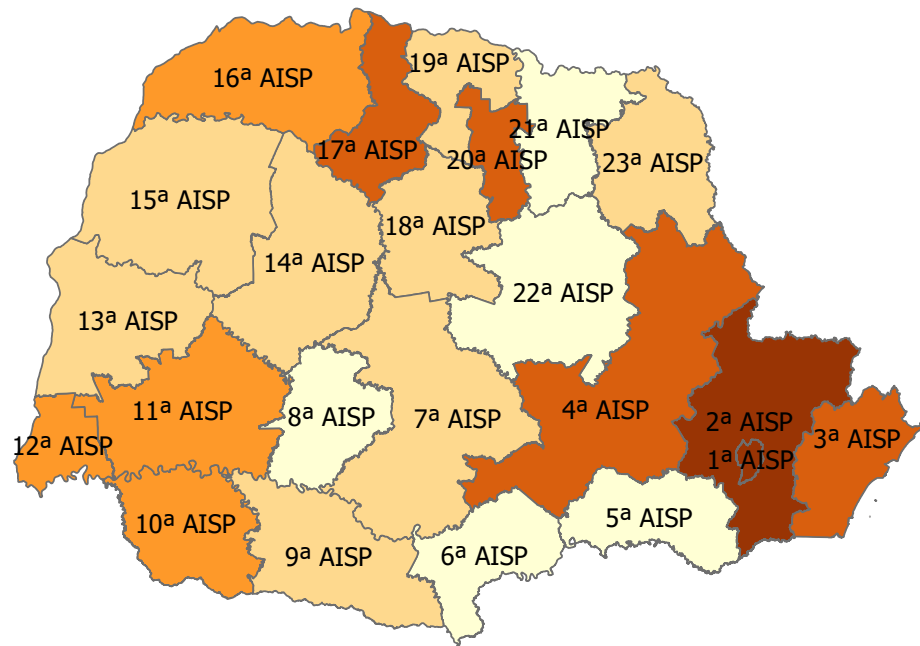 19ª AISP
16ª AISP
21ª AISP
17ª AISP
20ª AISP
23ª AISP
15ª AISP
18ª AISP
14ª AISP
22ª AISP
13ª AISP
11ª AISP
8ª AISP
7ª AISP
4ª AISP
2ª AISP
3ª AISP
12ª AISP
1ª AISP
10ª AISP
5ª AISP
9ª AISP
6ª AISP